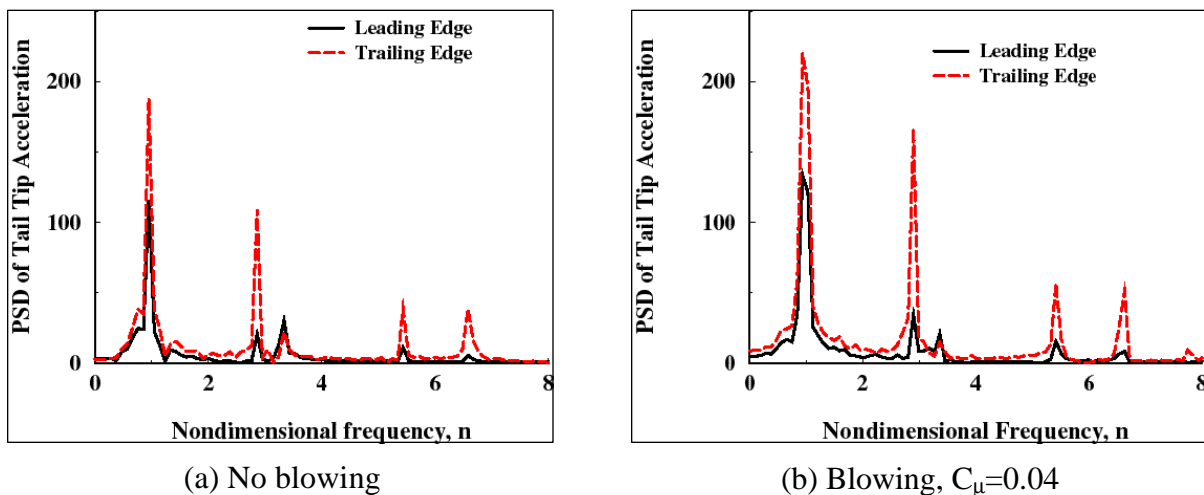 PSD of Tail Tip Acceleration
Leading Edge
Trailing Edge
200
100
0
0 2 4 6 8
Nondimensional frequency, n
(a) No blowing
PSD of Tail Tip Acceleration
Leading Edge
Trailing Edge
200
100
0
0 2 4 6 8
Nondimensional Frequency, n
(b) Blowing, Cμ=0.04